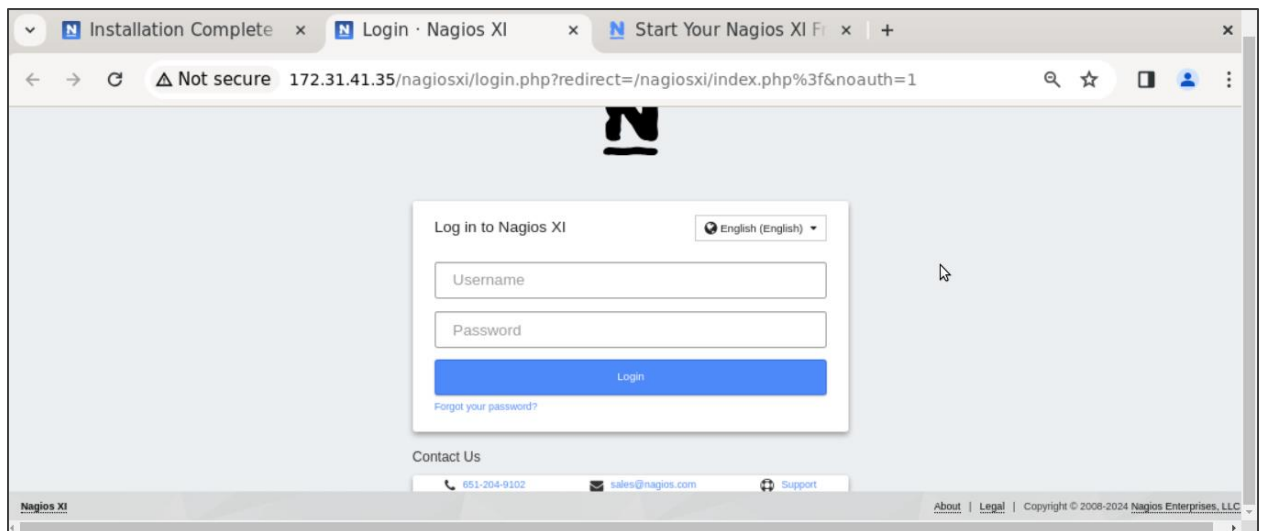 Installation Complete
Login · Nagios XI
Start Your Nagios XI Fr
Not secure 172.31.41.35/nagiosxi/login.php?redirect=/nagiosxi/index.php%3f&noauth=1
N
Log in to Nagios XI
English (English)
Username
Password
Login
Forgot your password?
Contact Us
651-204-9102 sales@nagios.com Support
Nagios XI About | Legal | Copyright © 2008-2024 Nagios Enterprises, LLC